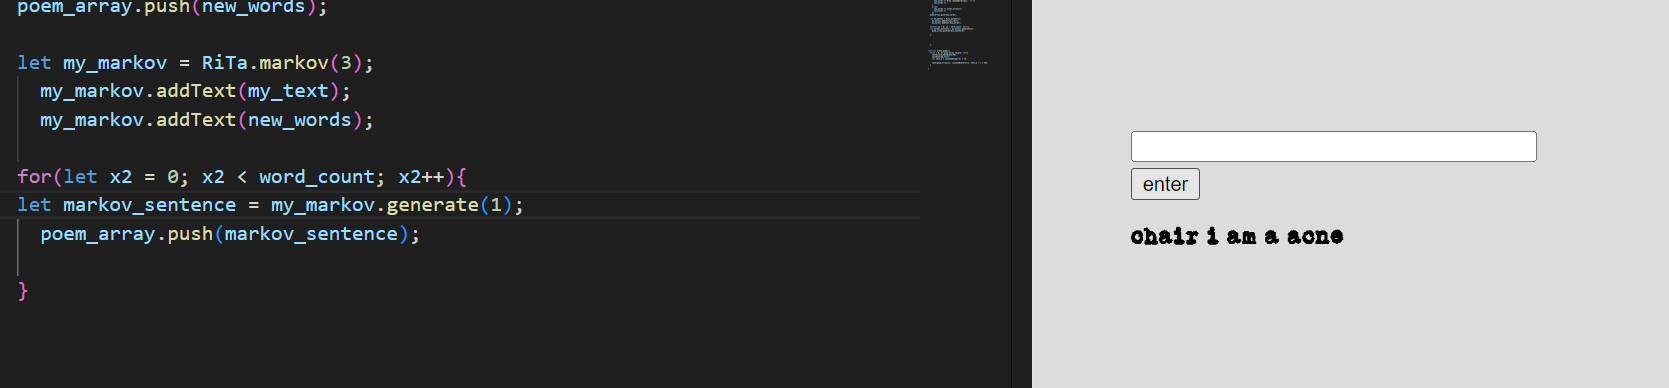 poem_array.push(new_words);
let my_markov = RiTa.markov(3);
my_markov.addText(my_text);
my_markov.addText(new_words);
for(let x2 = 0; x2 < word_count; x2++){
let markov_sentence = my_markov.generate(1);
poem_array.push(markov_sentence);
}
enter
chair i am a acne